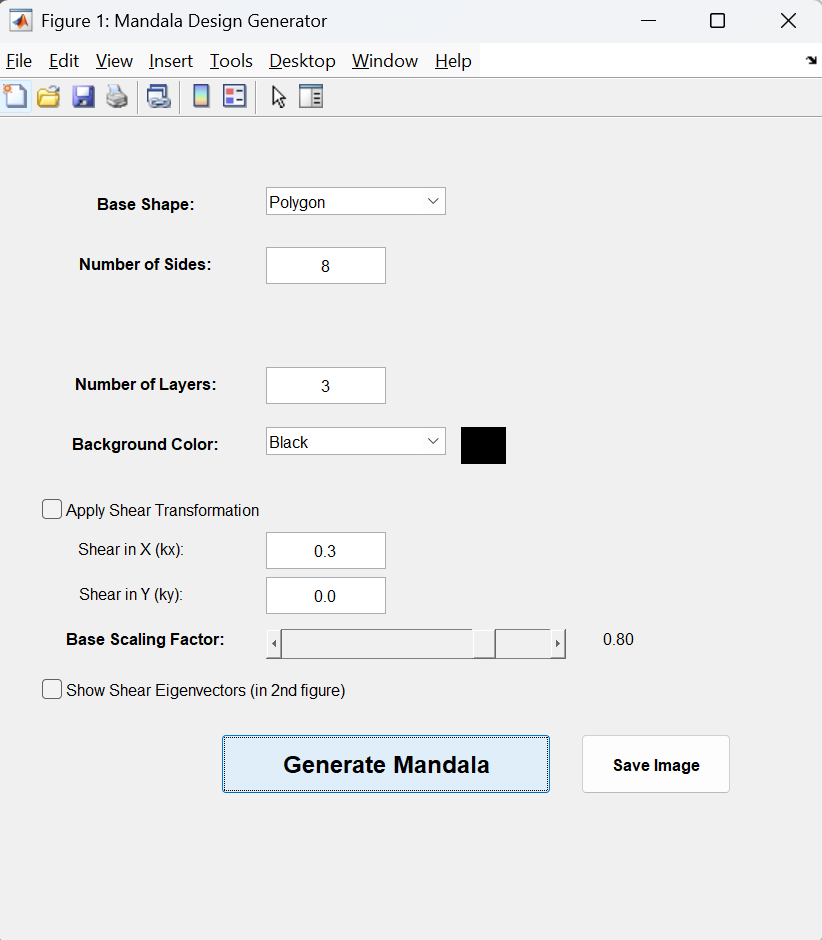 Figure 1: Mandala Design Generator
File Edit View Insert Tools Desktop Window Help
Base Shape: Polygon
Number of Sides: 8
Number of Layers: 3
Background Color: Black
Apply Shear Transformation
Shear in X (kx): 0.3
Shear in Y (ky): 0.0
Base Scaling Factor: 0.80
Show Shear Eigenvectors (in 2nd figure)
Generate Mandala Save Image